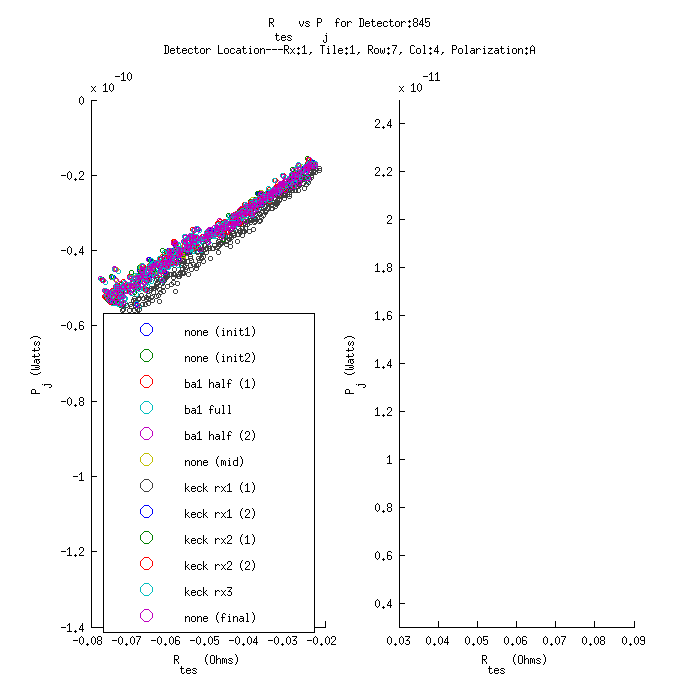 R_tes vs P_j for Detector:845
Detector Location---Rx:1, Tile:1, Row:7, Col:4, Polarization:A
x 10^-10
x 10^-11
0
-0.2
-0.4
-0.6
-0.8
-1
-1.2
-1.4
P_j (Watts)
-0.08 -0.07 -0.06 -0.05 -0.04 -0.03 -0.02
R_tes (Ohms)
none (init1)
none (init2)
ba1 half (1)
ba1 full
ba1 half (2)
none (mid)
keck rx1 (1)
keck rx1 (2)
keck rx2 (1)
keck rx2 (2)
keck rx3
none (final)
2.4
2.2
2
1.8
1.6
1.4
1.2
1
0.8
0.6
0.4
P_j (Watts)
0.03 0.04 0.05 0.06 0.07 0.08 0.09
R_tes (Ohms)